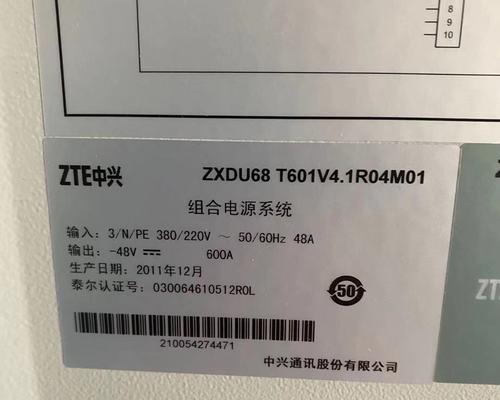 8
9
10
ZTE中兴
ZXDU68 T601V4.1R04M01
组合电源系统
输入: 3/N/PE 380/220V ～ 50/60Hz 48A
输出: -48V ⎓ 600A
生产日期: 2011年12月
泰尔认证号: 030064610512R0L
50
210054274471
中兴通讯股份有限公司
ZT